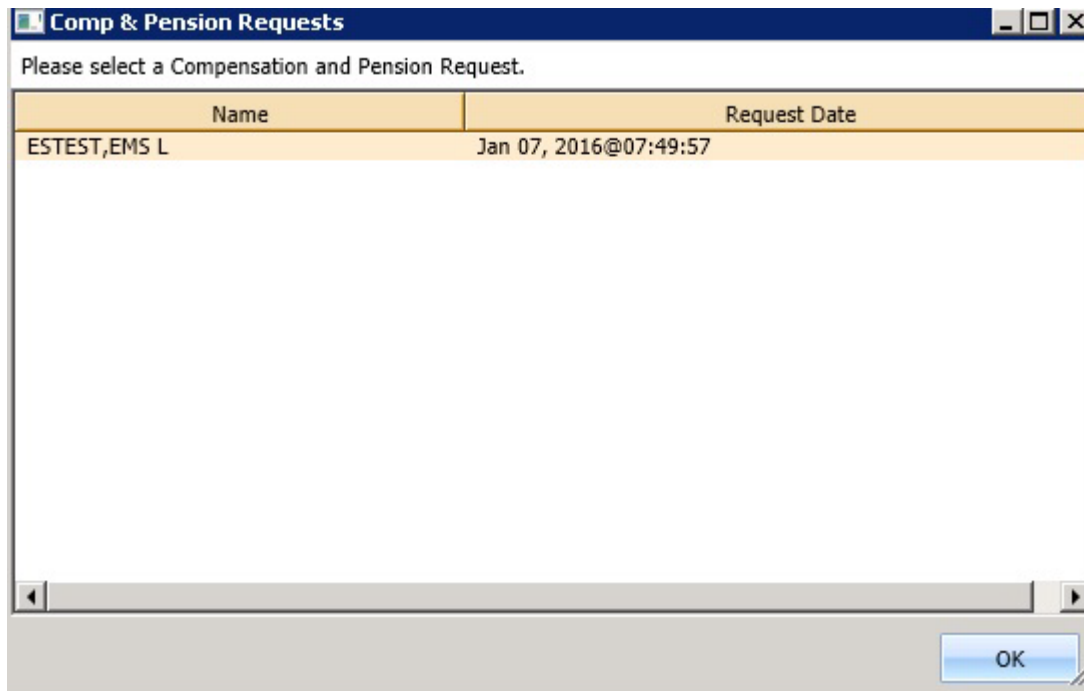 Comp & Pension Requests
Please select a Compensation and Pension Request.
Name Request Date
ESTEST,EMS L Jan 07, 2016@07:49:57
OK